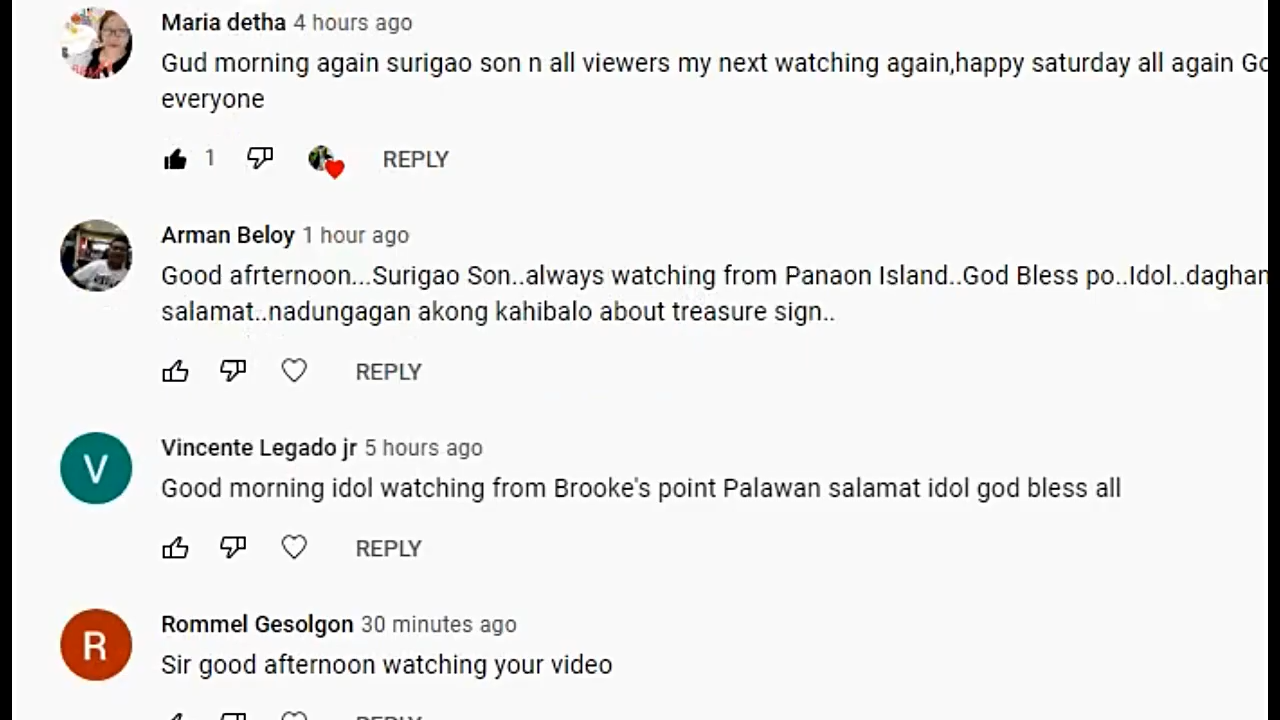 Maria detha 4 hours ago
Gud morning again surigao son n all viewers my next watching again,happy saturday all again
everyone
1
REPLY
Arman Beloy 1 hour ago
Good afrternoon...Surigao Son..always watching from Panaon Island..God Bless po..Idol..daghan
salamat..nadungagan akong kahibalo about treasure sign..
REPLY
V
Vincente Legado jr 5 hours ago
Good morning idol watching from Brooke's point Palawan salamat idol god bless all
REPLY
R
Rommel Gesolgon 30 minutes ago
Sir good afternoon watching your video
REPLY